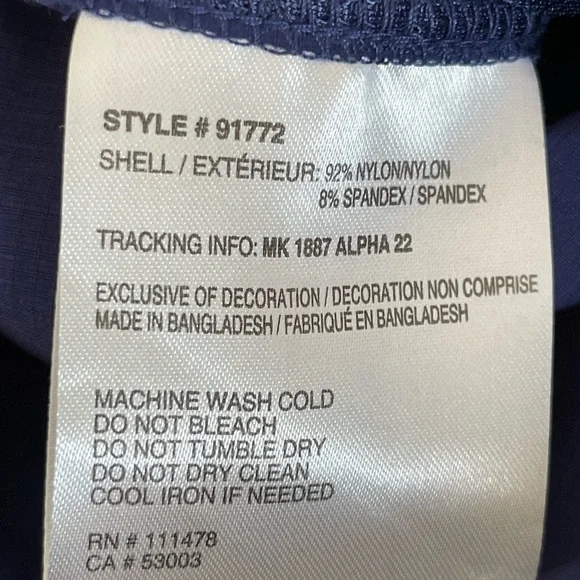 STYLE # 91772
SHELL / EXTÉRIEUR: 92% NYLON/NYLON
8% SPANDEX / SPANDEX
TRACKING INFO: MK 1887 ALPHA 22
EXCLUSIVE OF DECORATION / DECORATION NON COMPRISE
MADE IN BANGLADESH / FABRIQUÉ EN BANGLADESH
MACHINE WASH COLD
DO NOT BLEACH
DO NOT TUMBLE DRY
DO NOT DRY CLEAN
COOL IRON IF NEEDED
RN # 111478
CA # 53003